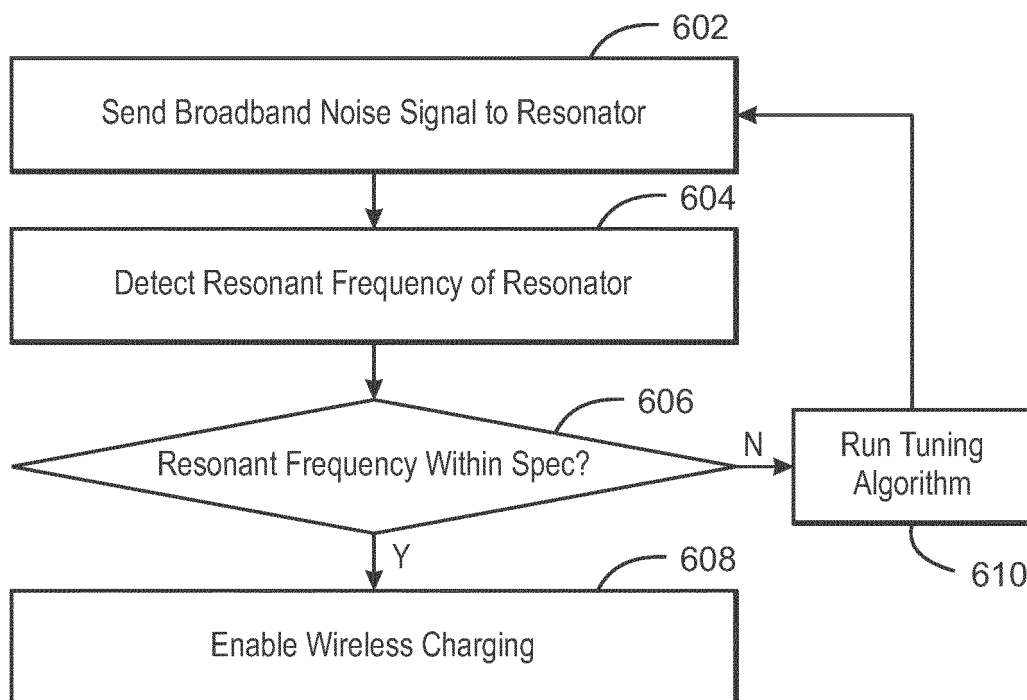 602
Send Broadband Noise Signal to Resonator
604
Detect Resonant Frequency of Resonator
606
Resonant Frequency Within Spec?
N
Run Tuning
Algorithm
610
Y
608
Enable Wireless Charging